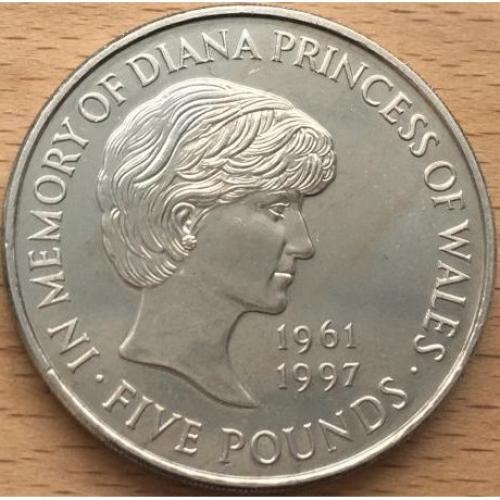 IN MEMORY OF DIANA PRINCESS OF WALES
1961
1997
· FIVE POUNDS ·